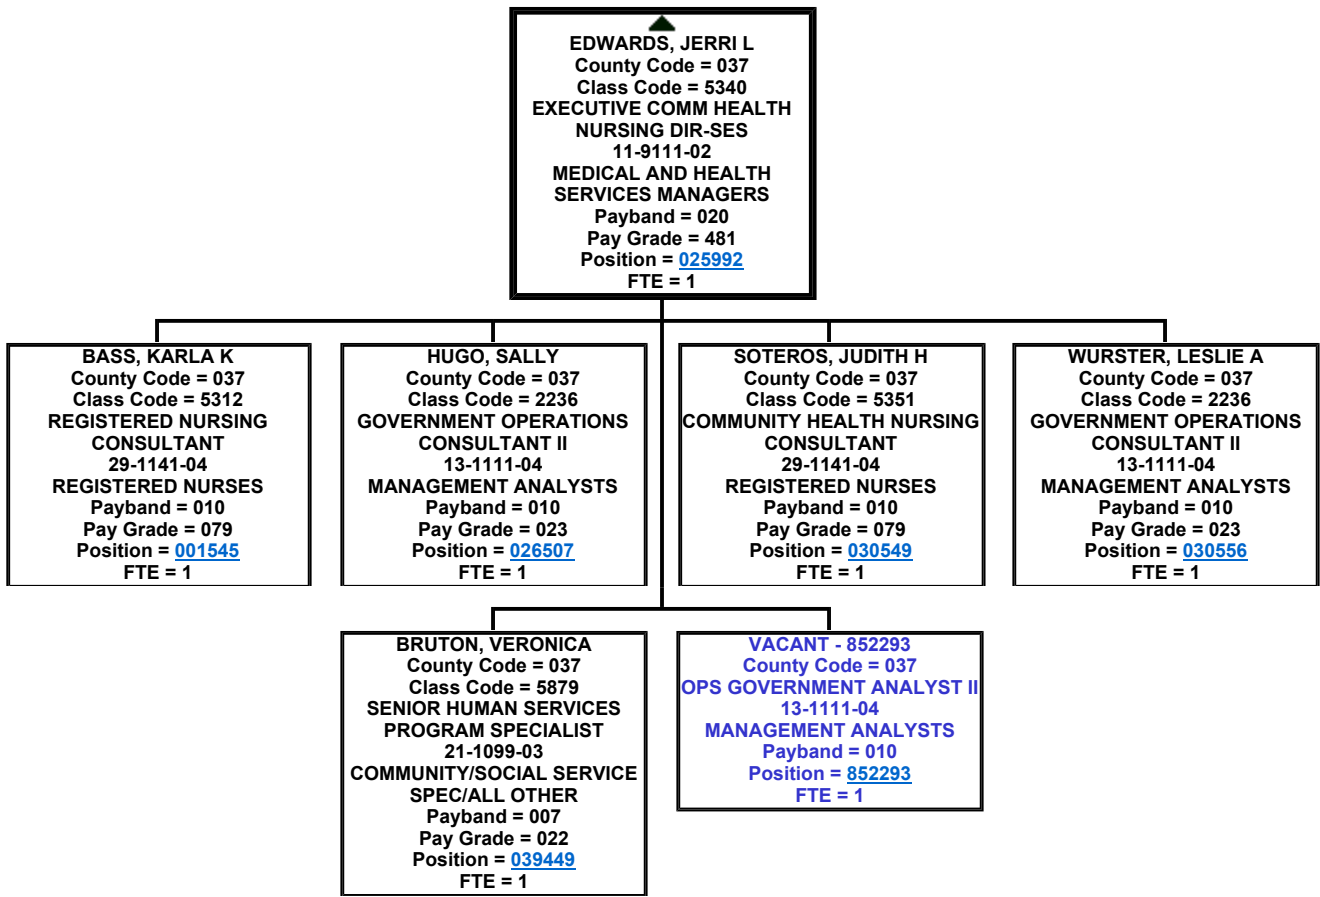 EDWARDS, JERRI L
County Code = 037
Class Code = 5340
EXECUTIVE COMM HEALTH
NURSING DIR-SES
11-9111-02
MEDICAL AND HEALTH
SERVICES MANAGERS
Payband = 020
Pay Grade = 481
Position = 025992
FTE = 1
BASS, KARLA K
County Code = 037
Class Code = 5312
REGISTERED NURSING
CONSULTANT
29-1141-04
REGISTERED NURSES
Payband = 010
Pay Grade = 079
Position = 001545
FTE = 1
HUGO, SALLY
County Code = 037
Class Code = 2236
GOVERNMENT OPERATIONS
CONSULTANT II
13-1111-04
MANAGEMENT ANALYSTS
Payband = 010
Pay Grade = 023
Position = 026507
FTE = 1
SOTEROS, JUDITH H
County Code = 037
Class Code = 5351
COMMUNITY HEALTH NURSING
CONSULTANT
29-1141-04
REGISTERED NURSES
Payband = 010
Pay Grade = 079
Position = 030549
FTE = 1
WURSTER, LESLIE A
County Code = 037
Class Code = 2236
GOVERNMENT OPERATIONS
CONSULTANT II
13-1111-04
MANAGEMENT ANALYSTS
Payband = 010
Pay Grade = 023
Position = 030556
FTE = 1
BRUTON, VERONICA
County Code = 037
Class Code = 5879
SENIOR HUMAN SERVICES
PROGRAM SPECIALIST
21-1099-03
COMMUNITY/SOCIAL SERVICE
SPEC/ALL OTHER
Payband = 007
Pay Grade = 022
Position = 039449
FTE = 1
VACANT - 852293
County Code = 037
OPS GOVERNMENT ANALYST II
13-1111-04
MANAGEMENT ANALYSTS
Payband = 010
Position = 852293
FTE = 1